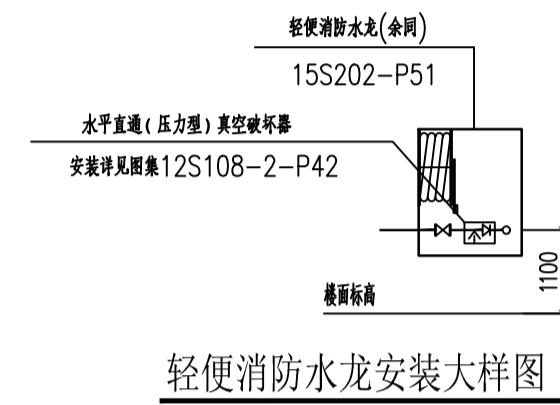 轻便消防水龙(余同)
15S202-P51
水平直通(压力型)真空破坏器
安装详见图集12S108-2-P42
1100
楼面标高
轻便消防水龙安装大样图